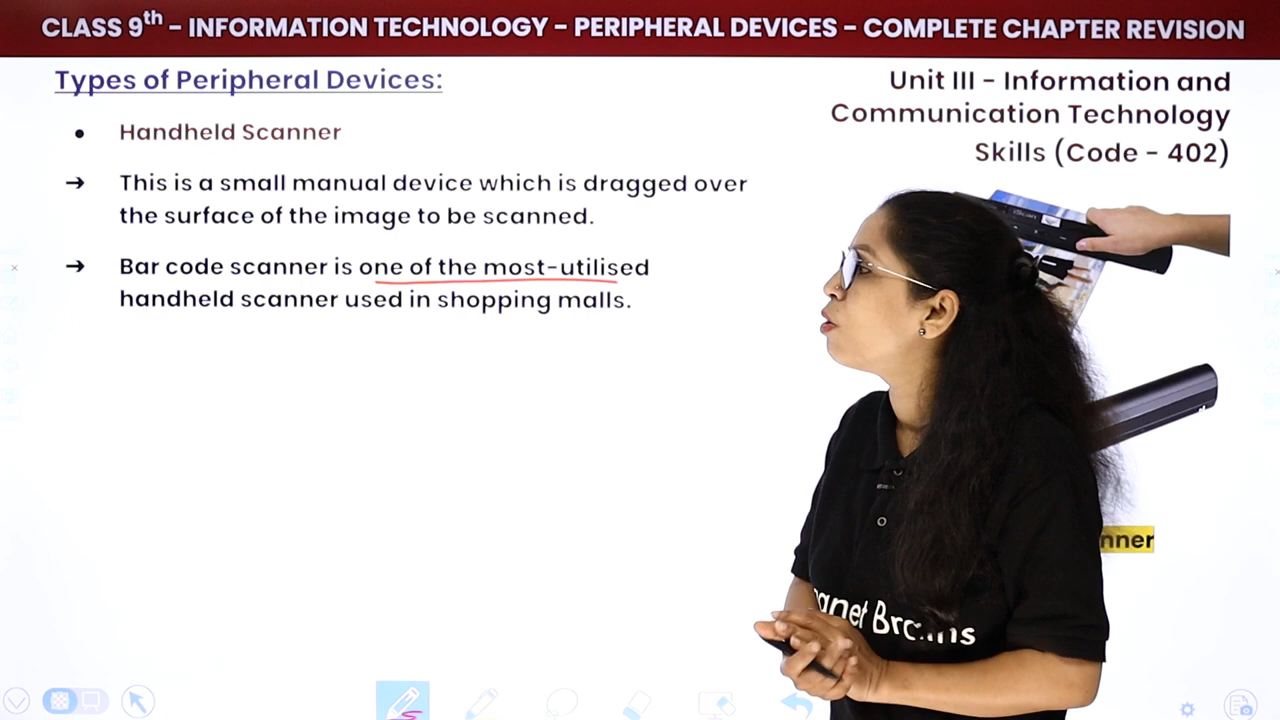 CLASS 9th – INFORMATION TECHNOLOGY – PERIPHERAL DEVICES – COMPLETE CHAPTER REVISION
Types of Peripheral Devices:
Unit III – Information and
Communication Technology
Skills (Code - 402)
• Handheld Scanner
→ This is a small manual device which is dragged over
the surface of the image to be scanned.
→ Bar code scanner is one of the most-utilised
handheld scanner used in shopping malls.